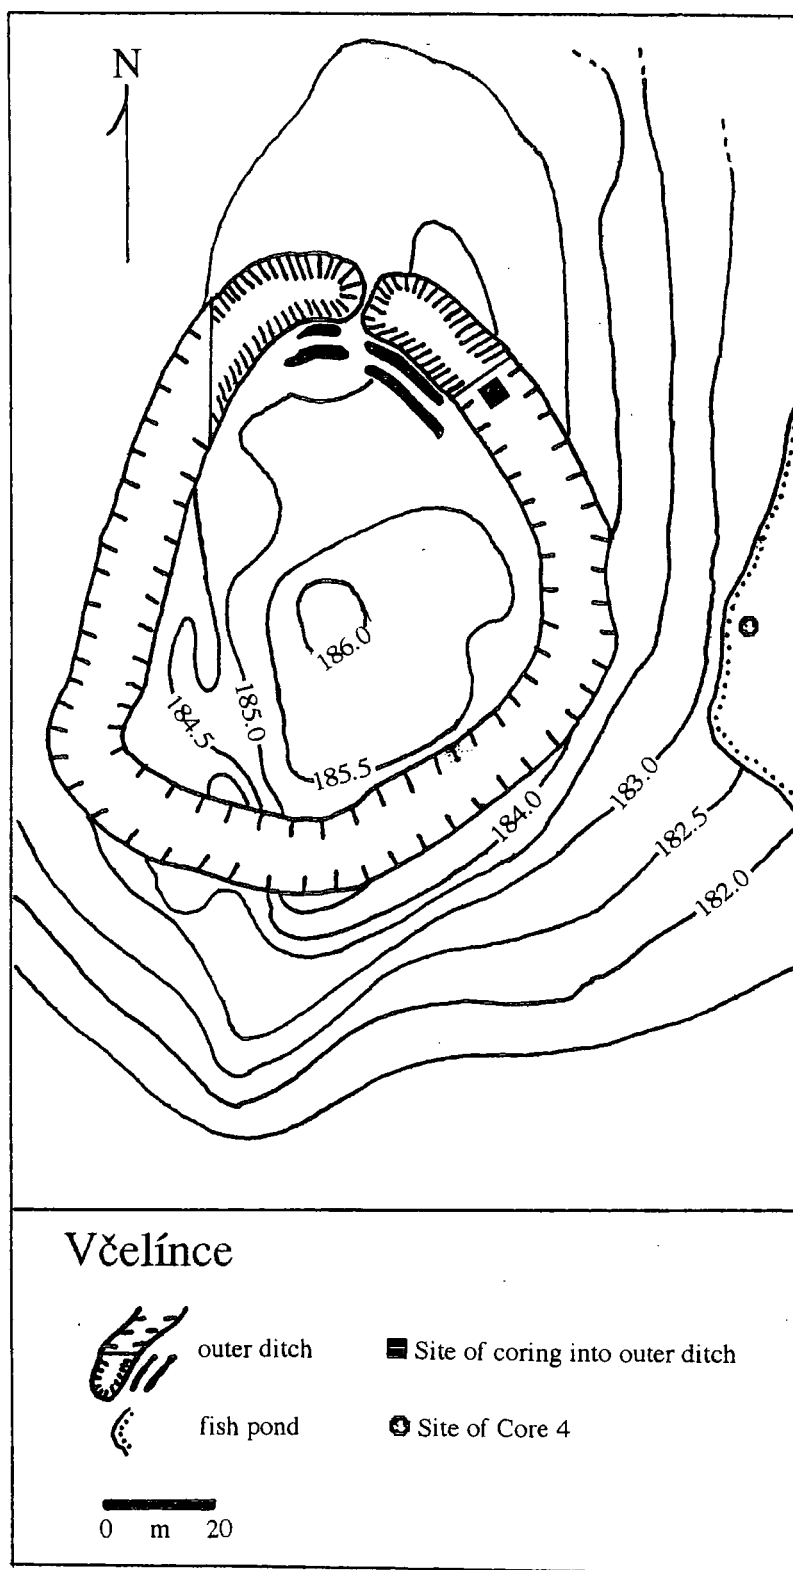 N
186.0
184.5
185.0
185.5
184.0
183.0
182.5
182.0
Včelínce
outer ditch
Site of coring into outer ditch
fish pond
Site of Core 4
0 m 20